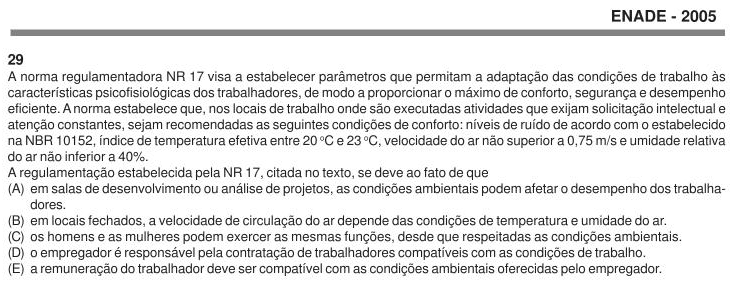 ENADE - 2005
29
A norma regulamentadora NR 17 visa a estabelecer parâmetros que permitam a adaptação das condições de trabalho às
características psicofisiológicas dos trabalhadores, de modo a proporcionar o máximo de conforto, segurança e desempenho
eficiente. A norma estabelece que, nos locais de trabalho onde são executadas atividades que exijam solicitação intelectual e
atenção constantes, sejam recomendadas as seguintes condições de conforto: níveis de ruído de acordo com o estabelecido
na NBR 10152, índice de temperatura efetiva entre 20 °C e 23 °C, velocidade do ar não superior a 0,75 m/s e umidade relativa
do ar não inferior a 40%.
A regulamentação estabelecida pela NR 17, citada no texto, se deve ao fato de que
(A) em salas de desenvolvimento ou análise de projetos, as condições ambientais podem afetar o desempenho dos trabalha-
dores.
(B) em locais fechados, a velocidade de circulação do ar depende das condições de temperatura e umidade do ar.
(C) os homens e as mulheres podem exercer as mesmas funções, desde que respeitadas as condições ambientais.
(D) o empregador é responsável pela contratação de trabalhadores compatíveis com as condições de trabalho.
(E) a remuneração do trabalhador deve ser compatível com as condições ambientais oferecidas pelo empregador.